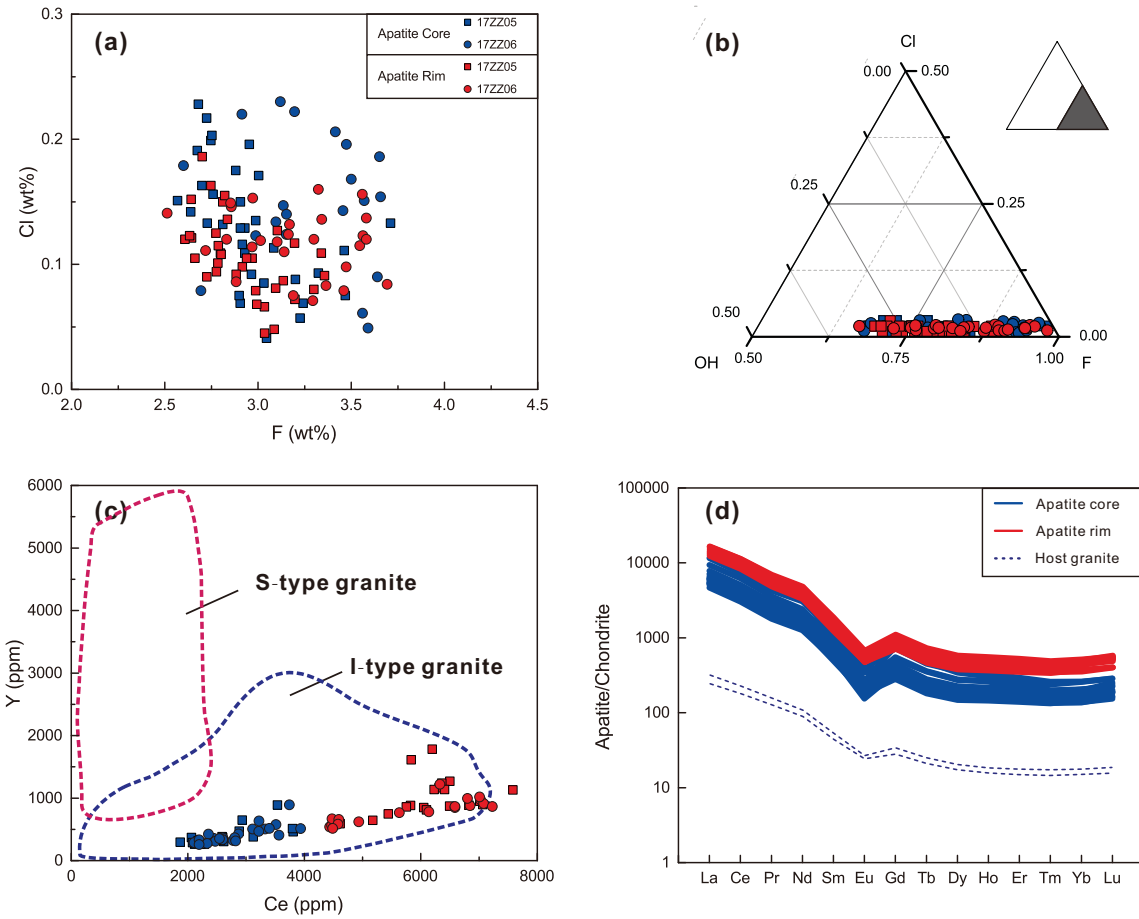 (a)
Apatite Core
17ZZ05
17ZZ06
Apatite Rim
17ZZ05
17ZZ06
0.3
0.2
0.1
0.0
Cl (wt%)
2.0 2.5 3.0 3.5 4.0 4.5
F (wt%)
(b)
Cl
0.00 0.50
0.25 0.25
0.50 0.00
OH 0.50 0.75 1.00 F
(c)
6000
5000
4000
3000
2000
1000
0
Y (ppm)
S-type granite
I-type granite
0 2000 4000 6000 8000
Ce (ppm)
(d)
Apatite core
Apatite rim
Host granite
100000
10000
1000
100
10
1
Apatite/Chondrite
La Ce Pr Nd Sm Eu Gd Tb Dy Ho Er Tm Yb Lu